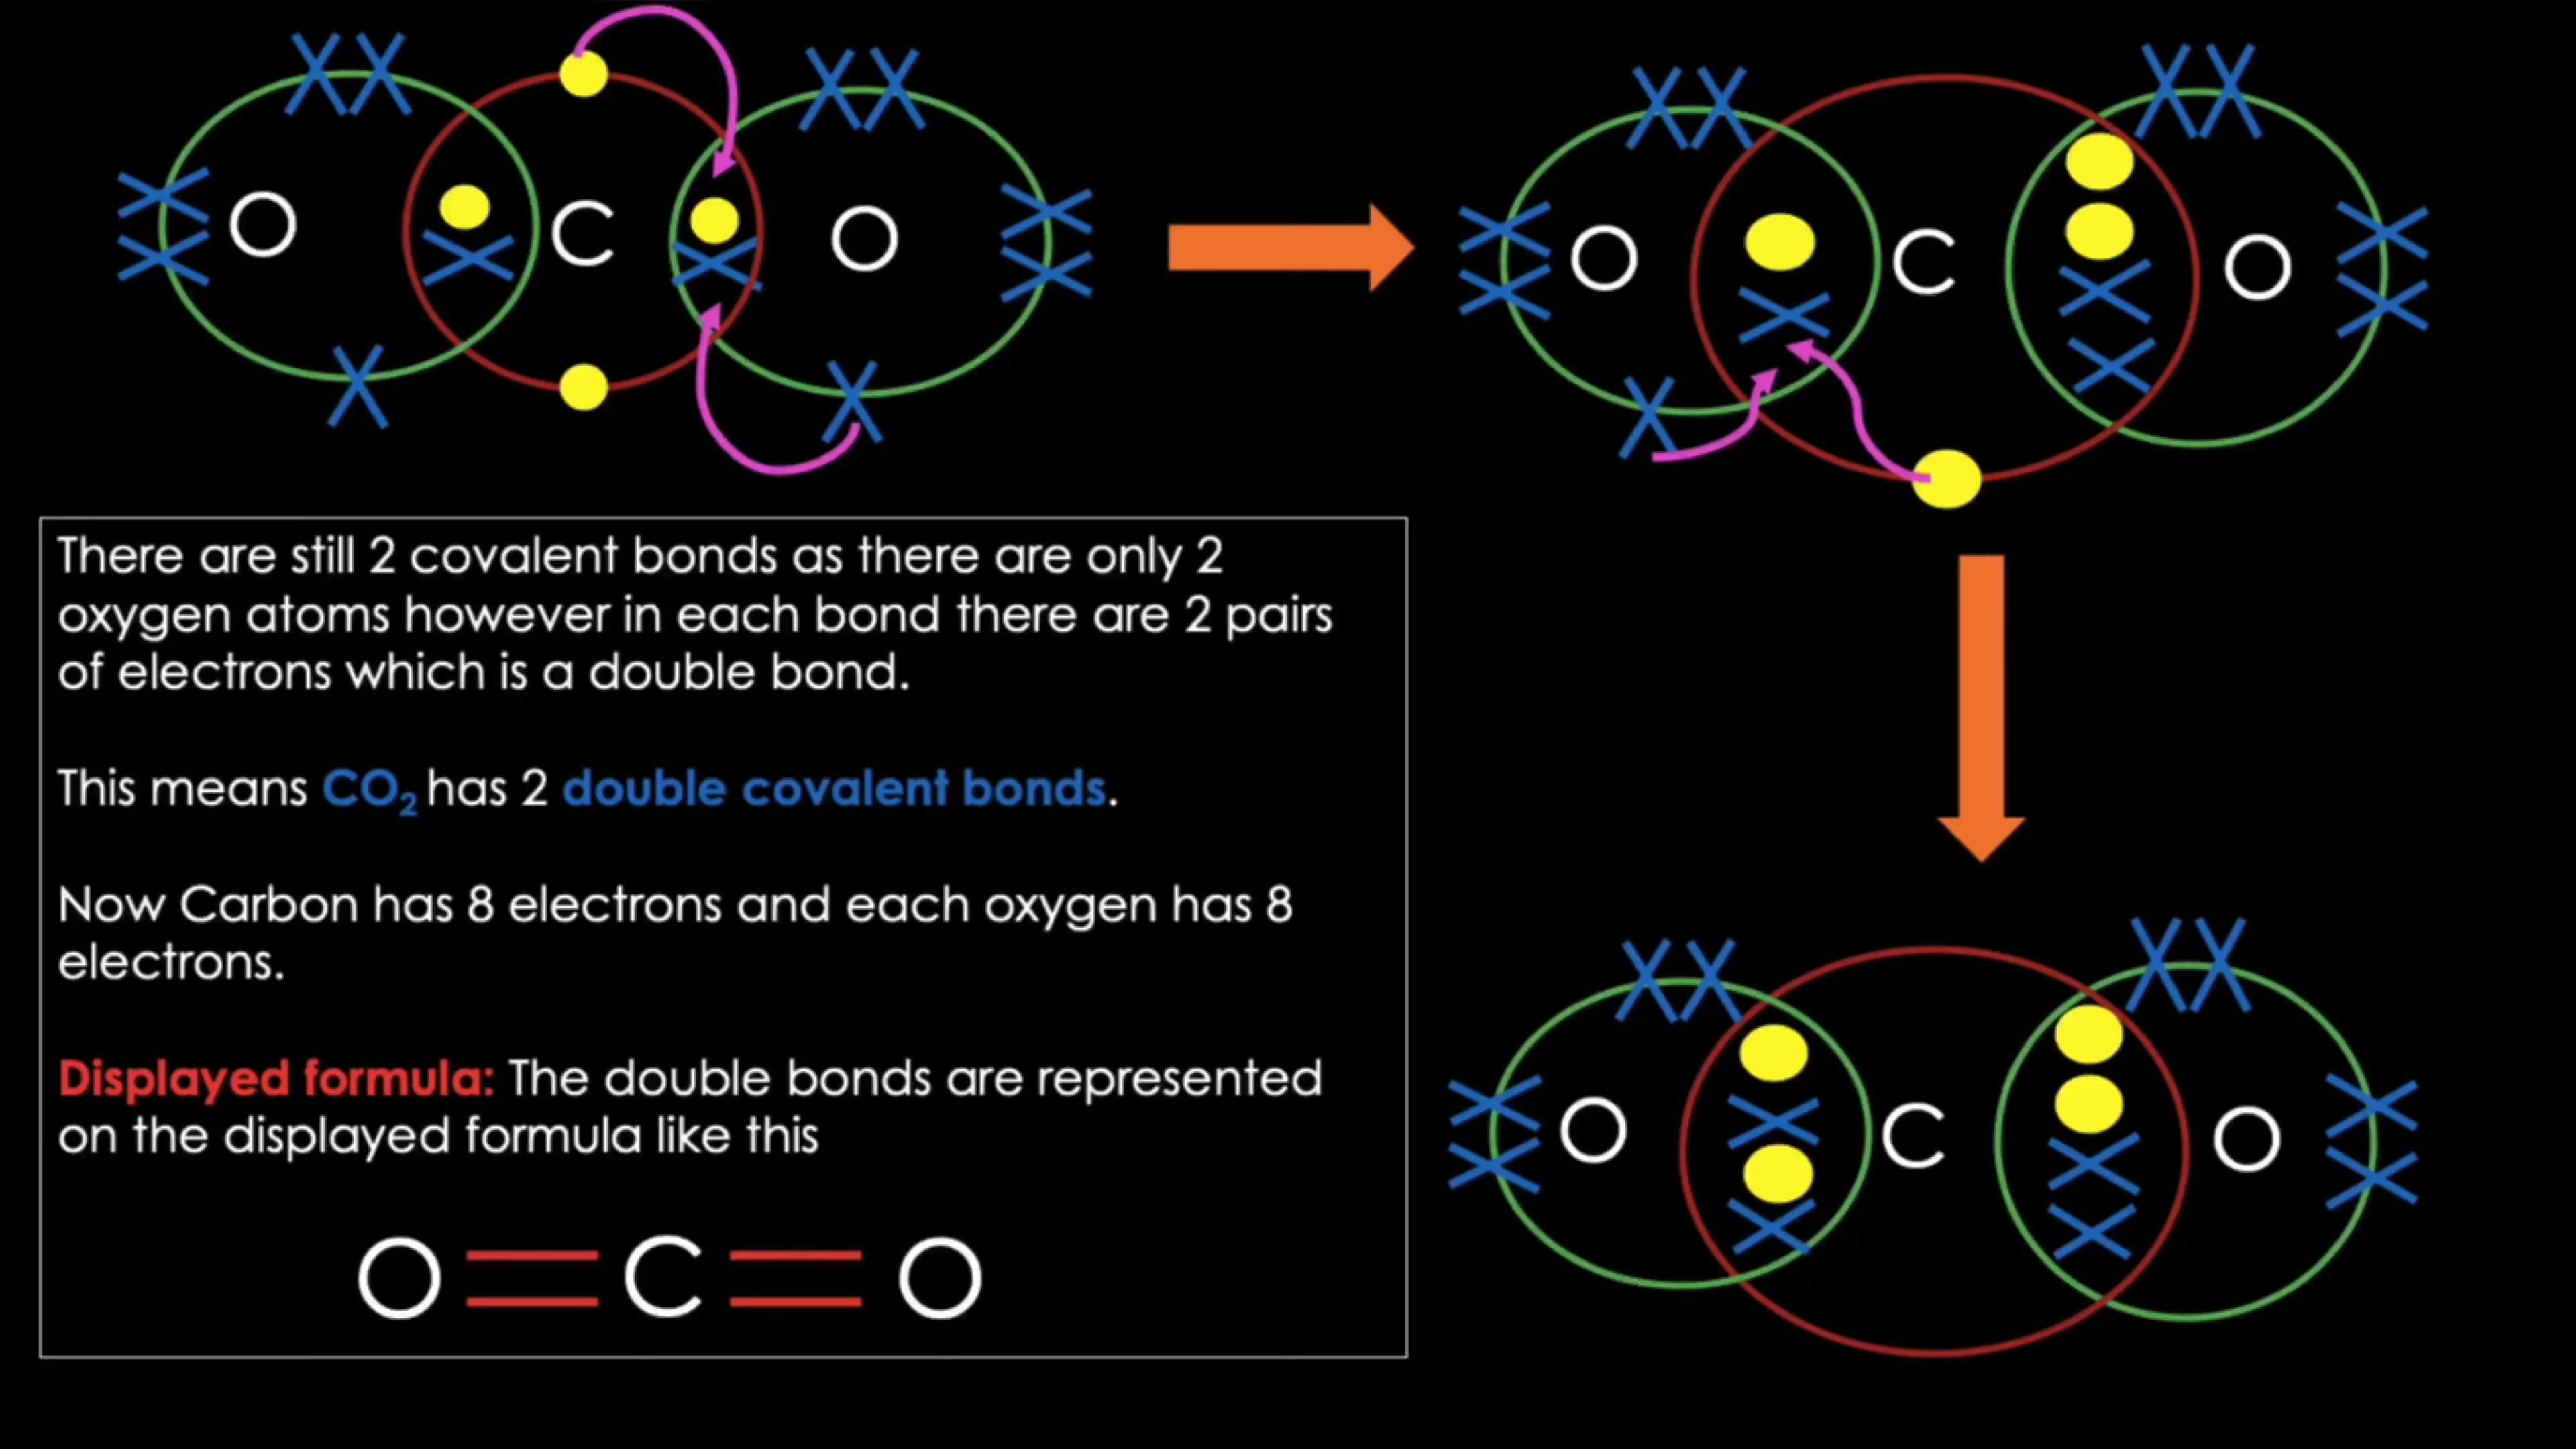 O C O
O C O
There are still 2 covalent bonds as there are only 2
oxygen atoms however in each bond there are 2 pairs
of electrons which is a double bond.
This means CO₂ has 2 double covalent bonds.
Now Carbon has 8 electrons and each oxygen has 8
electrons.
Displayed formula: The double bonds are represented
on the displayed formula like this
O=C=O
O C O